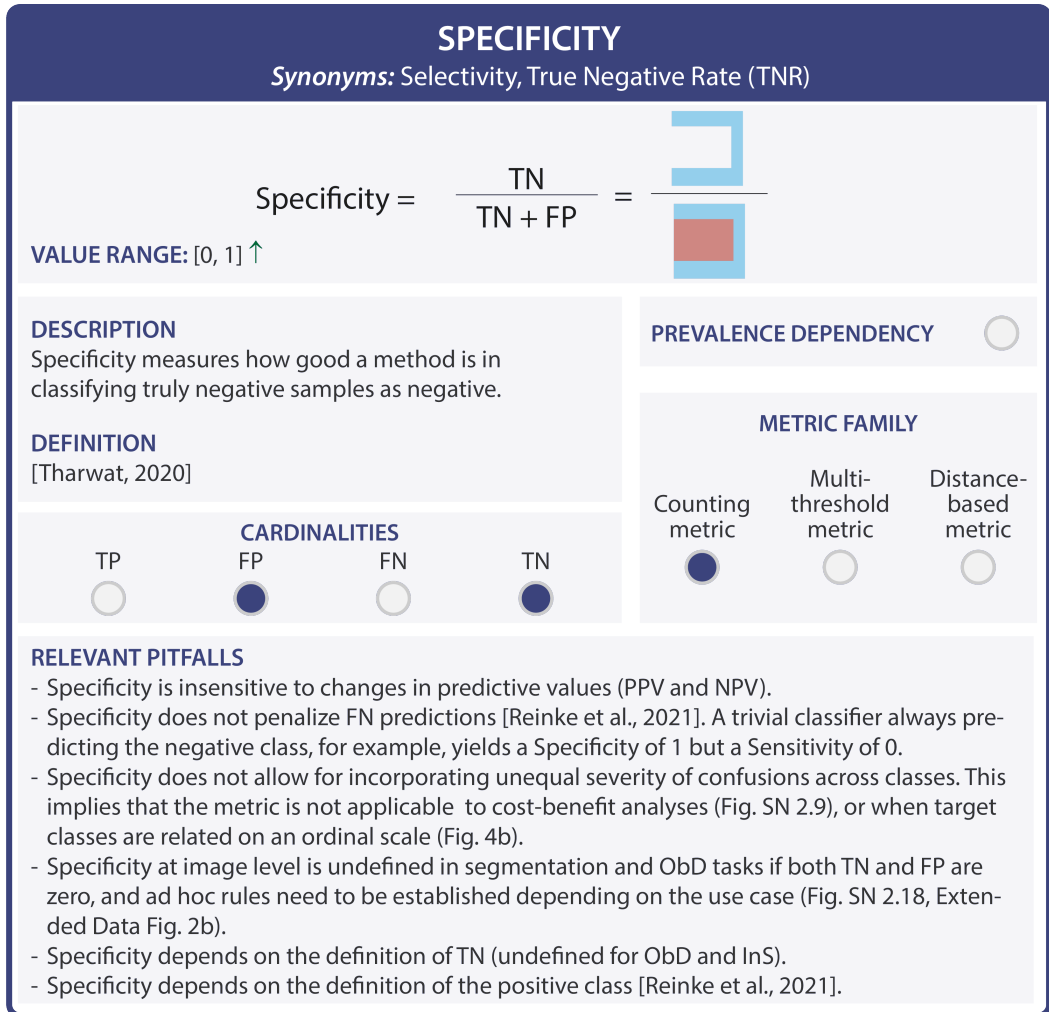 SPECIFICITY
Synonyms: Selectivity, True Negative Rate (TNR)
Specificity = TN / TN + FP =
VALUE RANGE: [0, 1] ↑
DESCRIPTION
Specificity measures how good a method is in
classifying truly negative samples as negative.
DEFINITION
[Tharwat, 2020]
PREVALENCE DEPENDENCY
CARDINALITIES
TP FP FN TN
METRIC FAMILY
Counting metric
Multi-threshold metric
Distance-based metric
RELEVANT PITFALLS
- Specificity is insensitive to changes in predictive values (PPV and NPV).
- Specificity does not penalize FN predictions [Reinke et al., 2021]. A trivial classifier always pre-
dicting the negative class, for example, yields a Specificity of 1 but a Sensitivity of 0.
- Specificity does not allow for incorporating unequal severity of confusions across classes. This
implies that the metric is not applicable to cost-benefit analyses (Fig. SN 2.9), or when target
classes are related on an ordinal scale (Fig. 4b).
- Specificity at image level is undefined in segmentation and ObD tasks if both TN and FP are
zero, and ad hoc rules need to be established depending on the use case (Fig. SN 2.18, Exten-
ded Data Fig. 2b).
- Specificity depends on the definition of TN (undefined for ObD and InS).
- Specificity depends on the definition of the positive class [Reinke et al., 2021].